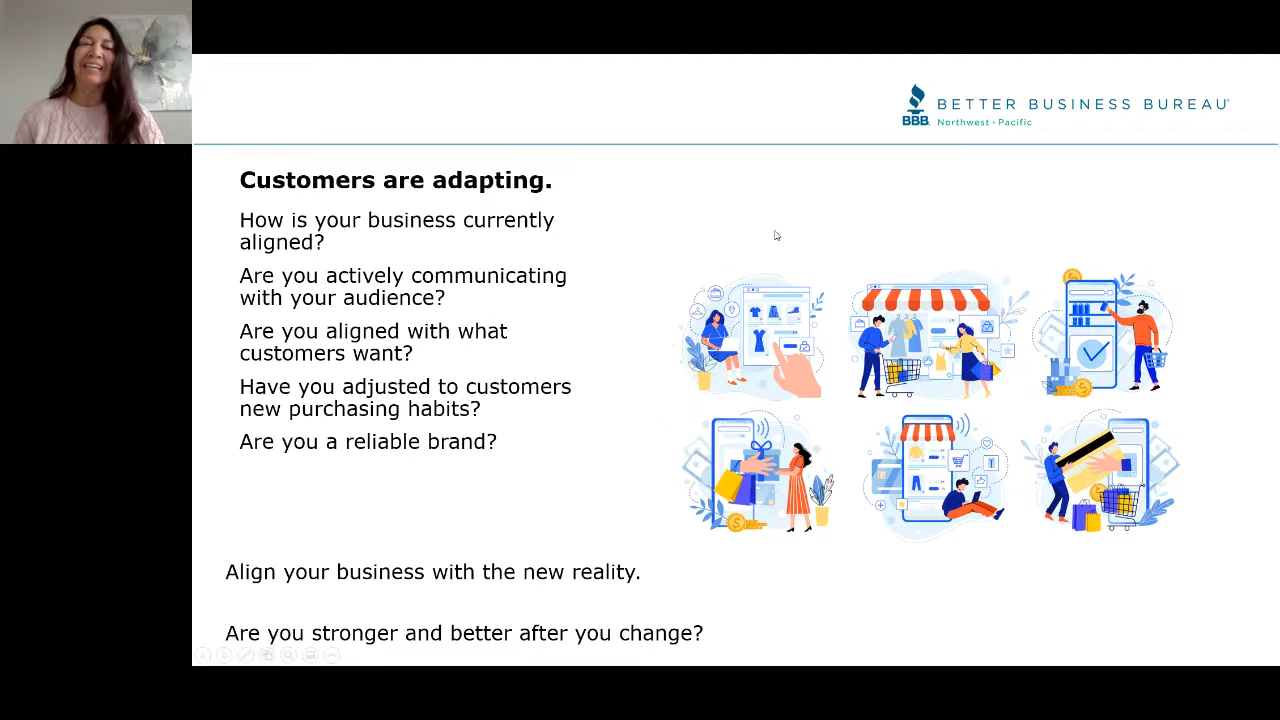 BETTER BUSINESS BUREAU
BBB
Northwest • Pacific
Customers are adapting.
How is your business currently
aligned?
Are you actively communicating
with your audience?
Are you aligned with what
customers want?
Have you adjusted to customers
new purchasing habits?
Are you a reliable brand?
Align your business with the new reality.
Are you stronger and better after you change?